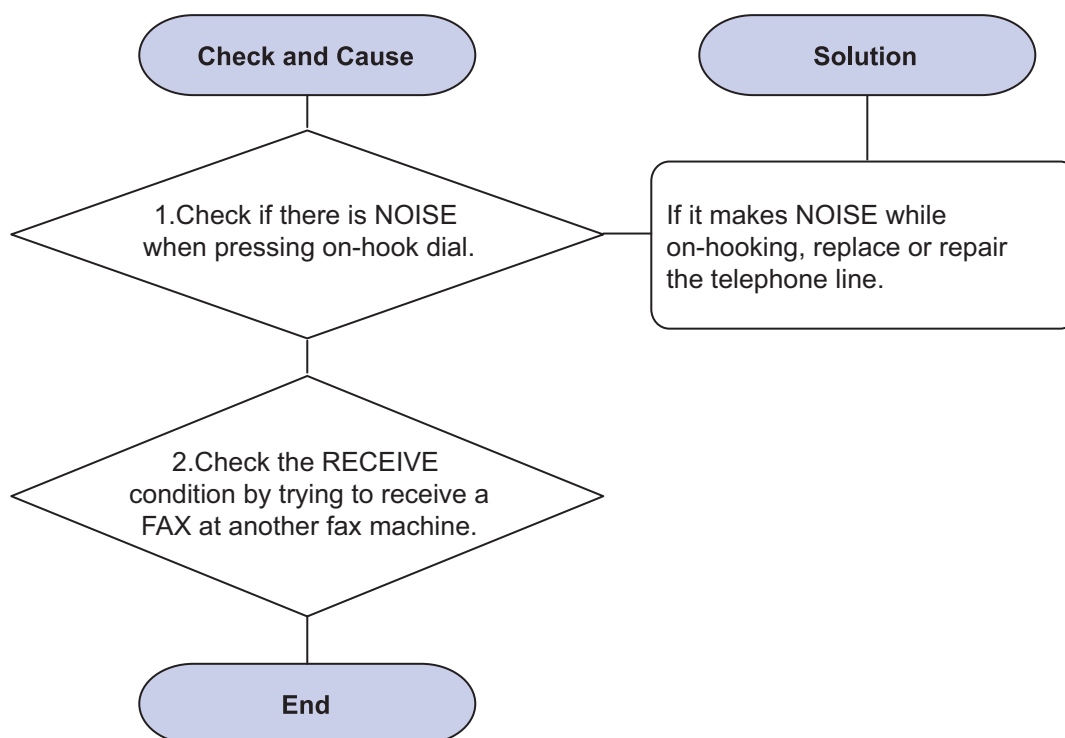 Check and Cause
Solution
1.Check if there is NOISE
when pressing on-hook dial.
If it makes NOISE while
on-hooking, replace or repair
the telephone line.
2.Check the RECEIVE
condition by trying to receive a
FAX at another fax machine.
End